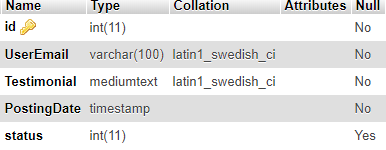 Name Type Collation Attributes Null
id int(11) No
UserEmail varchar(100) latin1_swedish_ci No
Testimonial mediumtext latin1_swedish_ci No
PostingDate timestamp No
status int(11) Yes